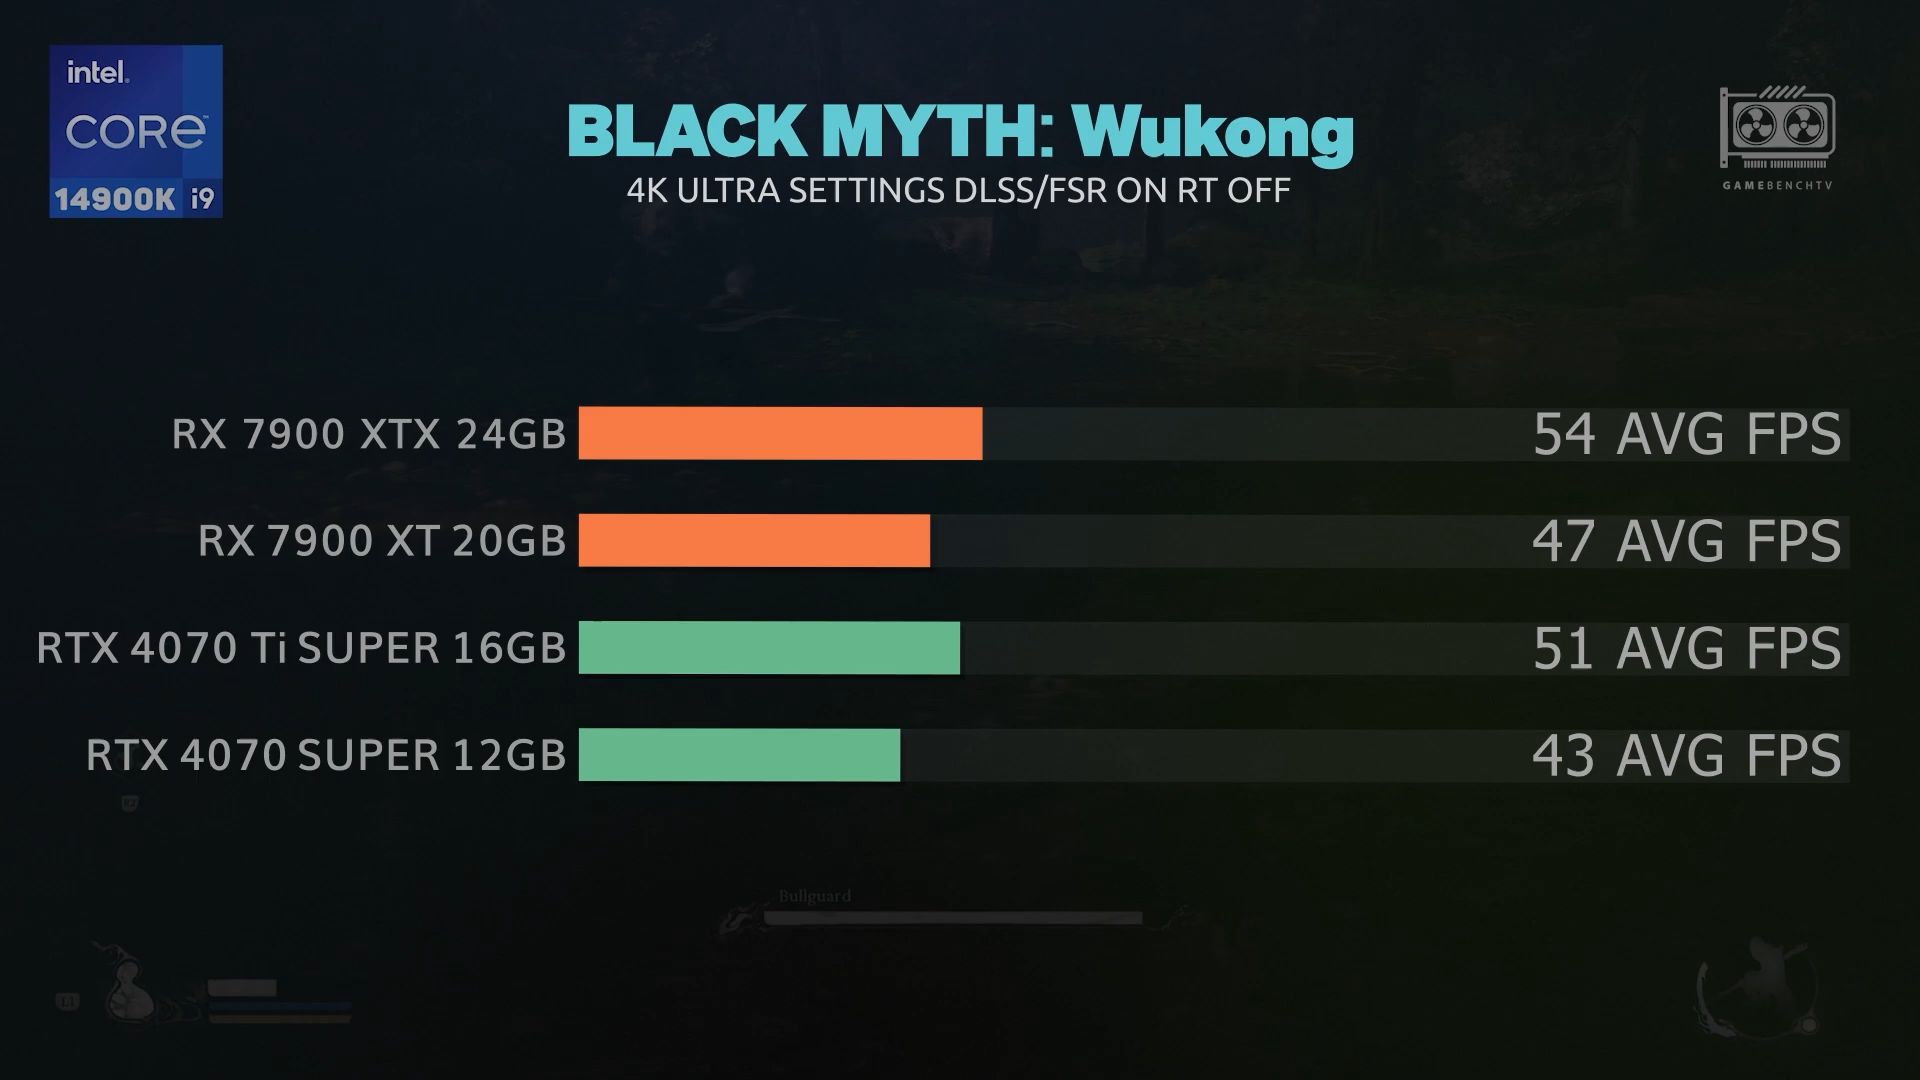 intel.
CORE™
14900K i9
BLACK MYTH: Wukong
4K ULTRA SETTINGS DLSS/FSR ON RT OFF
GAMEBENCHTV
RX 7900 XTX 24GB 54 AVG FPS
RX 7900 XT 20GB 47 AVG FPS
RTX 4070 Ti SUPER 16GB 51 AVG FPS
RTX 4070 SUPER 12GB 43 AVG FPS
Bullguard
L1